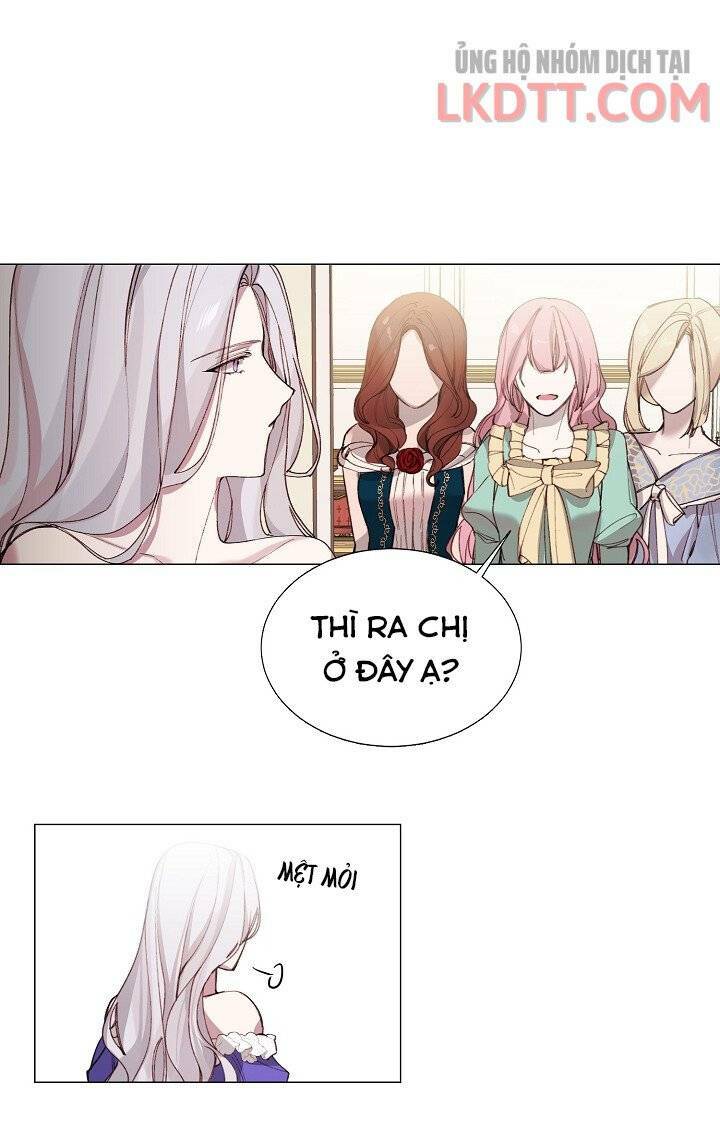 ỦNG HỘ NHÓM DỊCH TẠI
LKDTT.COM
THÌ RA CHỊ
Ở ĐÂY Ạ?
MỆT MỎI